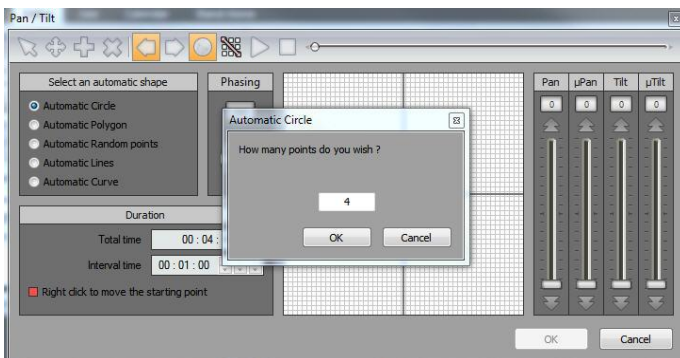 Pan / Tilt
Select an automatic shape
Phasing
Pan µPan Tilt µTilt
0 0 0 0
Automatic Circle
Automatic Polygon
Automatic Random points
Automatic Lines
Automatic Curve
Automatic Circle
How many points do you wish ?
4
OK Cancel
Duration
Total time 00 : 04 :
Interval time 00 : 01 : 00
Right click to move the starting point
OK Cancel